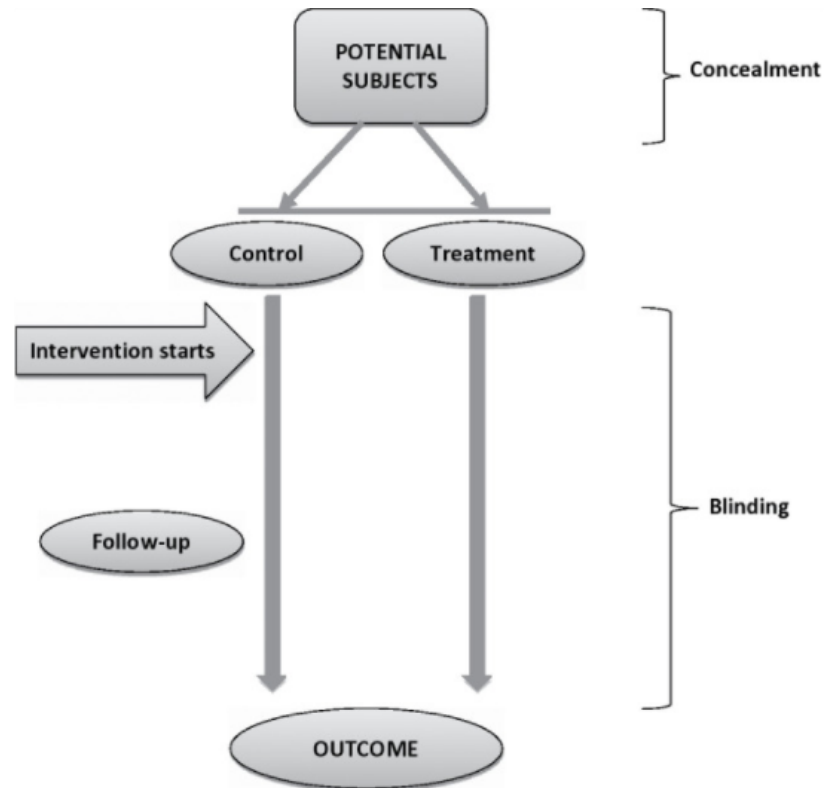 POTENTIAL
SUBJECTS
Concealment
Control
Treatment
Intervention starts
Follow-up
Blinding
OUTCOME